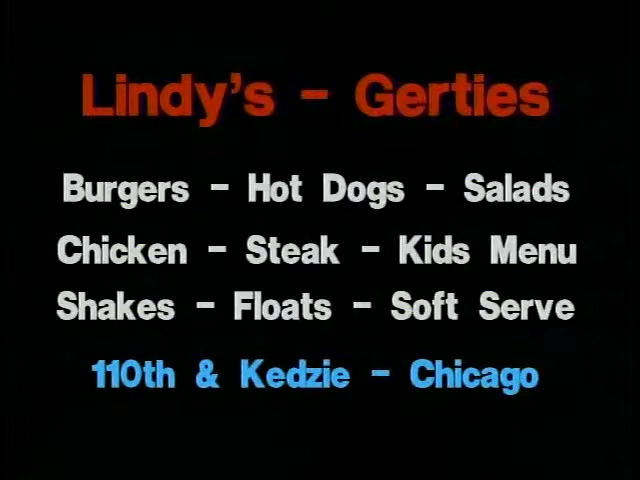 Lindy's - Gerties
Burgers - Hot Dogs - Salads
Chicken - Steak - Kids Menu
Shakes - Floats - Soft Serve
110th & Kedzie - Chicago